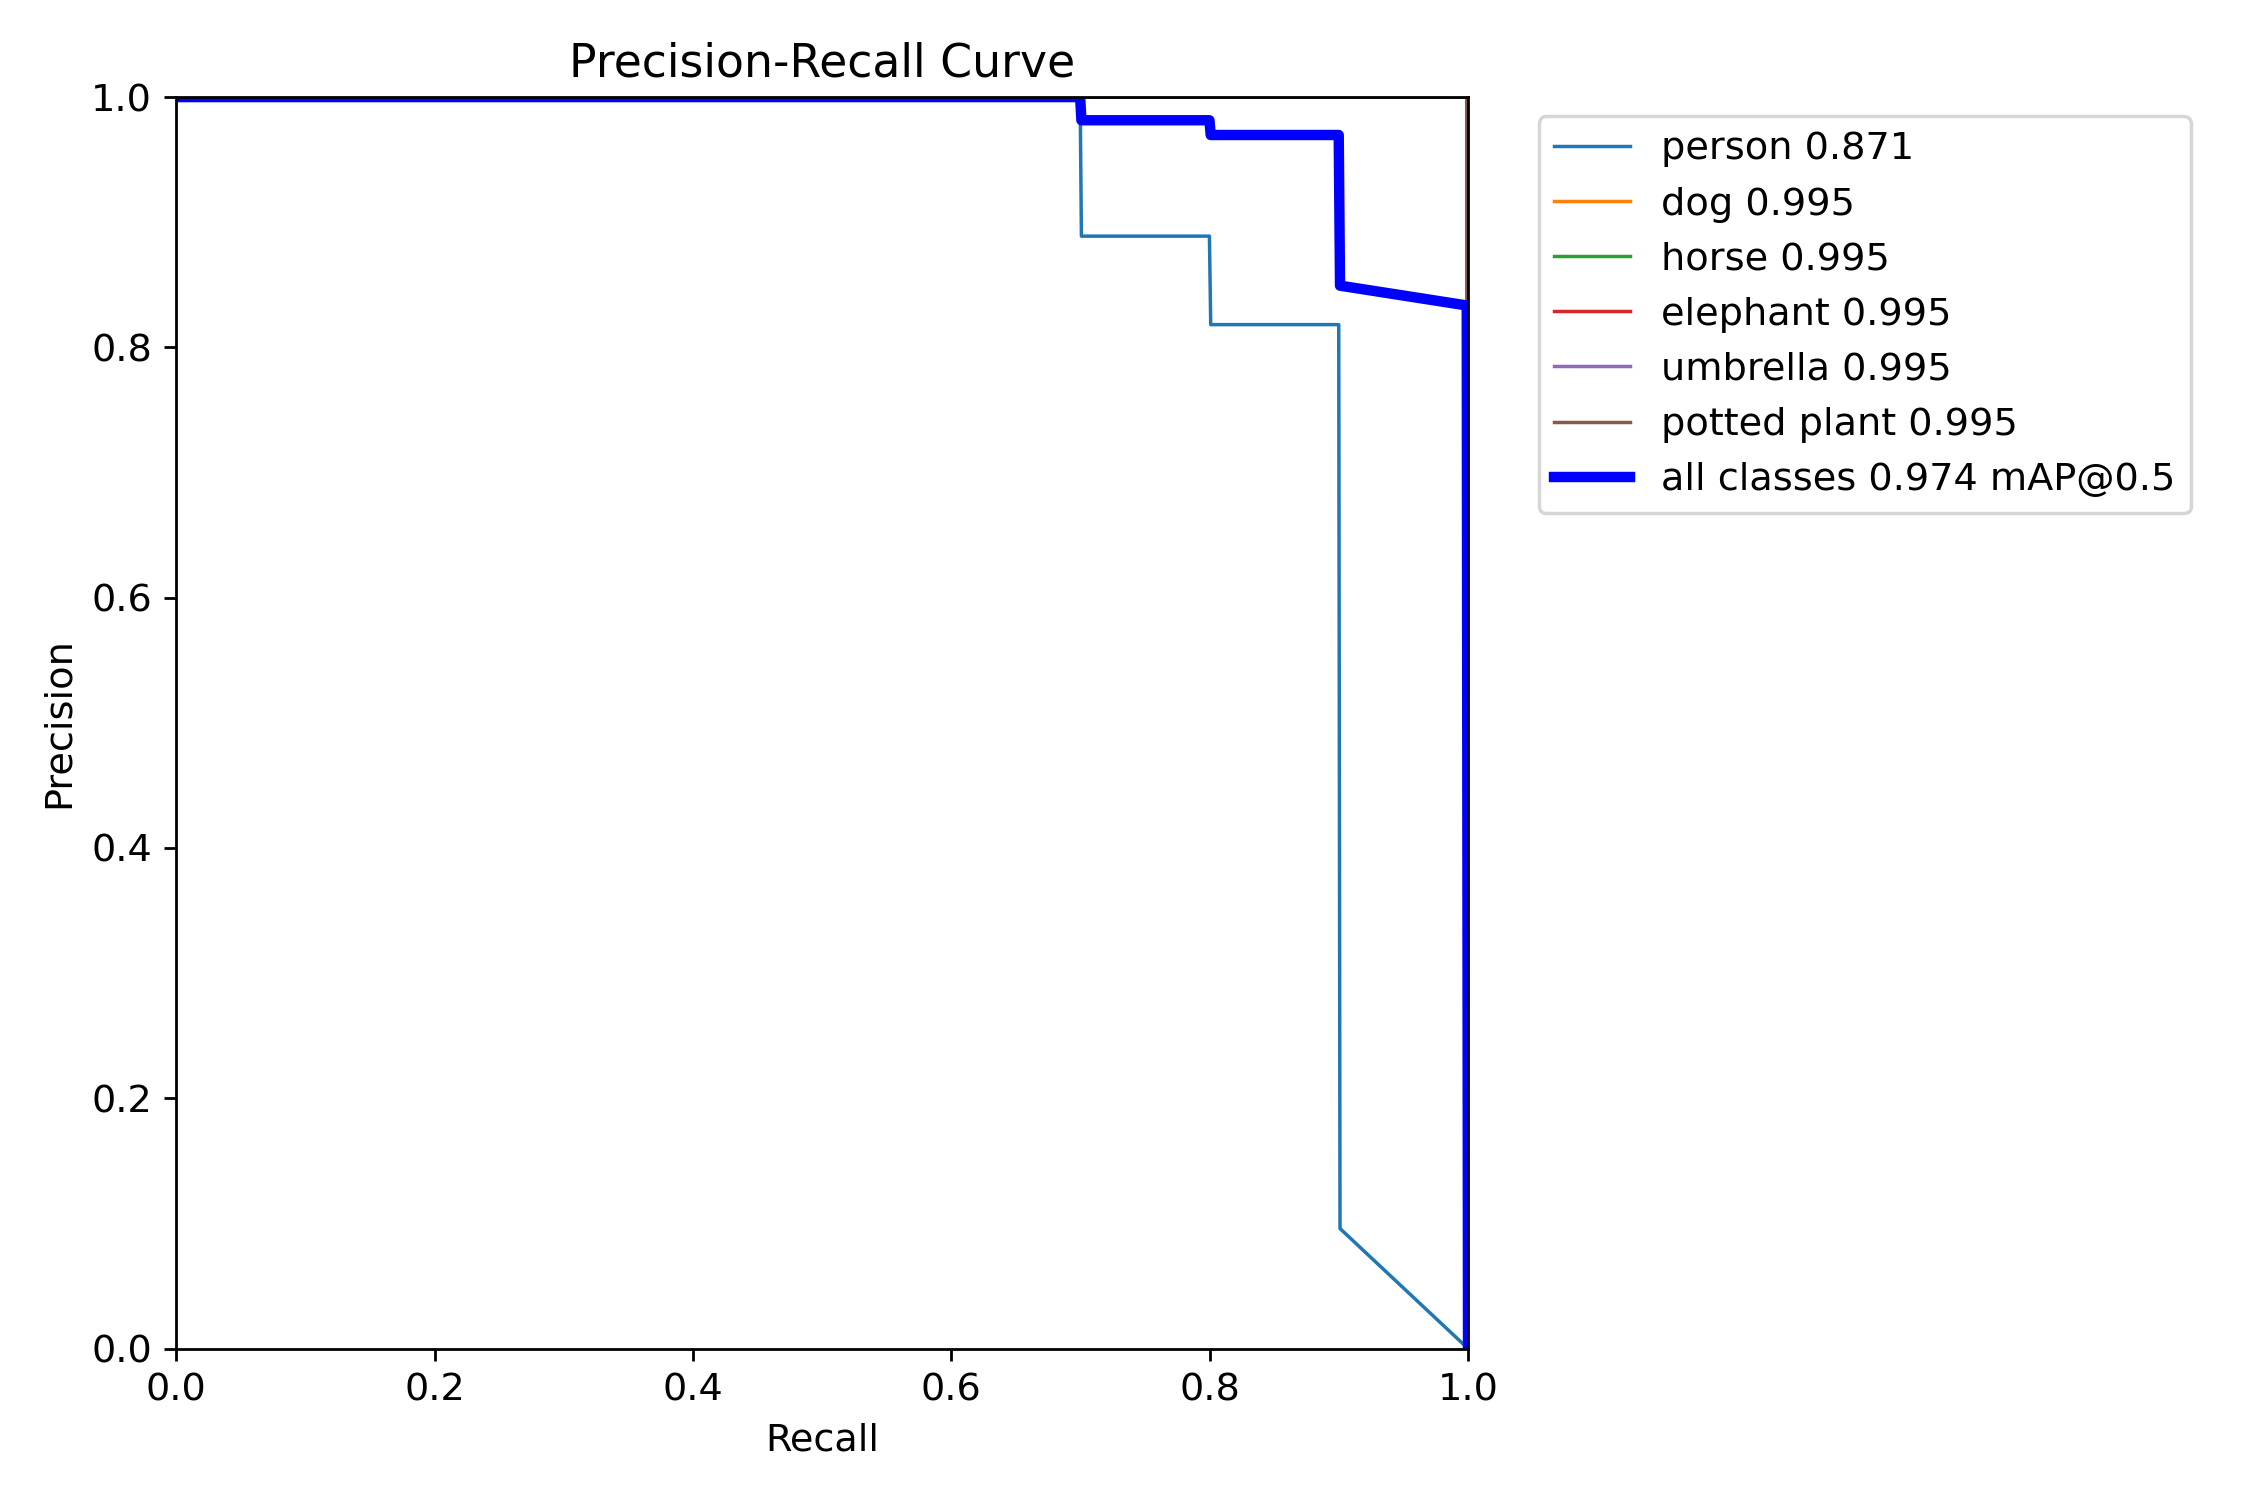 Precision-Recall Curve
1.0
0.8
0.6
0.4
0.2
0.0
Precision
0.0 0.2 0.4 0.6 0.8 1.0
Recall
person 0.871
dog 0.995
horse 0.995
elephant 0.995
umbrella 0.995
potted plant 0.995
all classes 0.974 mAP@0.5